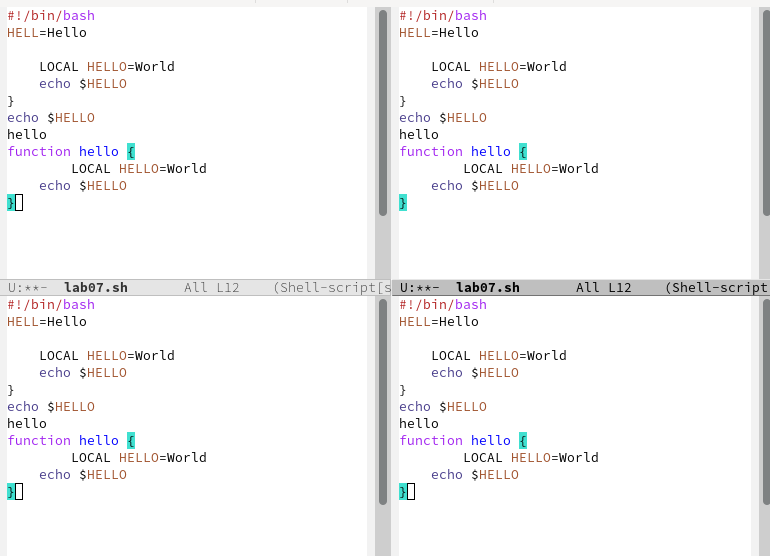 #!/bin/bash
HELL=Hello
    LOCAL HELLO=World
    echo $HELLO
}
echo $HELLO
hello
function hello {
        LOCAL HELLO=World
    echo $HELLO
}
U:**-  lab07.sh       All L12    (Shell-script[s
#!/bin/bash
HELL=Hello
    LOCAL HELLO=World
    echo $HELLO
}
echo $HELLO
hello
function hello {
        LOCAL HELLO=World
    echo $HELLO
}
U:**-  lab07.sh       All L12    (Shell-script
#!/bin/bash
HELL=Hello
    LOCAL HELLO=World
    echo $HELLO
}
echo $HELLO
hello
function hello {
        LOCAL HELLO=World
    echo $HELLO
}
#!/bin/bash
HELL=Hello
    LOCAL HELLO=World
    echo $HELLO
}
echo $HELLO
hello
function hello {
        LOCAL HELLO=World
    echo $HELLO
}